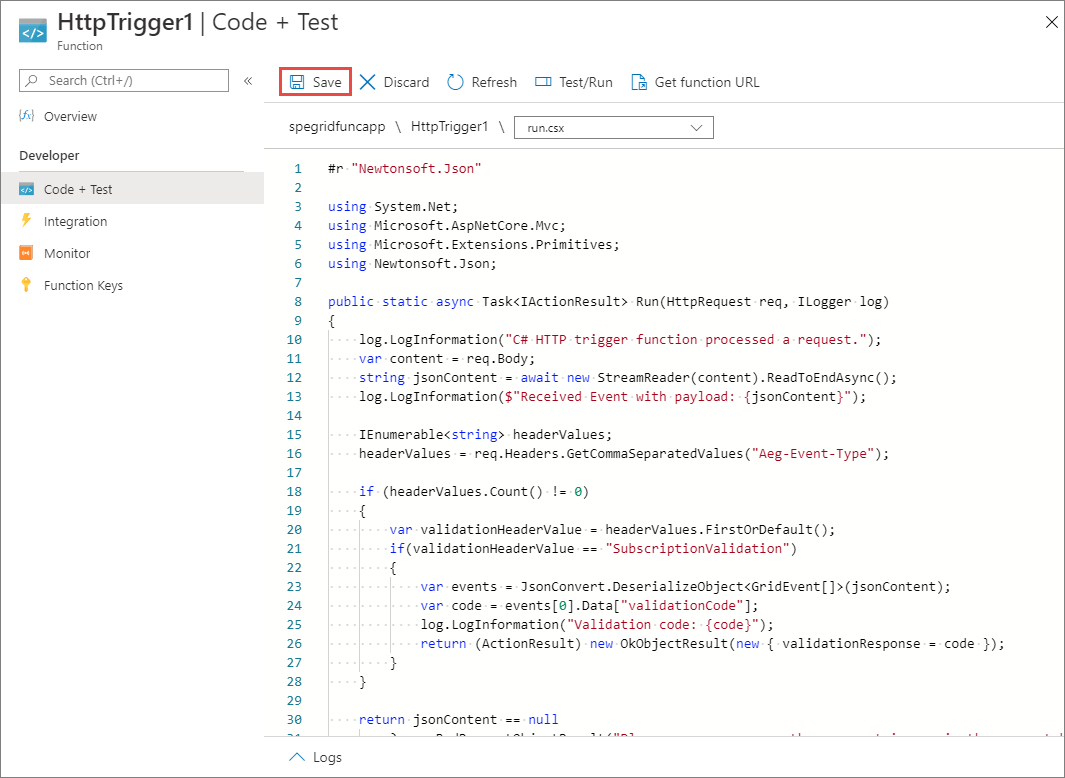 HttpTrigger1 | Code + Test
Function
Search (Ctrl+/)
Overview
Developer
Code + Test
Integration
Monitor
Function Keys
Save Discard Refresh Test/Run Get function URL
spegridfuncapp \ HttpTrigger1 \ run.csx
1 #r "Newtonsoft.Json"
2
3 using System.Net;
4 using Microsoft.AspNetCore.Mvc;
5 using Microsoft.Extensions.Primitives;
6 using Newtonsoft.Json;
7
8 public static async Task<IActionResult> Run(HttpRequest req, ILogger log)
9 {
10 log.LogInformation("C# HTTP trigger function processed a request.");
11 var content = req.Body;
12 string jsonContent = await new StreamReader(content).ReadToEndAsync();
13 log.LogInformation($"Received Event with payload: {jsonContent}");
14
15 IEnumerable<string> headerValues;
16 headerValues = req.Headers.GetCommaSeparatedValues("Aeg-Event-Type");
17
18 if (headerValues.Count() != 0)
19 {
20 var validationHeaderValue = headerValues.FirstOrDefault();
21 if(validationHeaderValue == "SubscriptionValidation")
22 {
23 var events = JsonConvert.DeserializeObject<GridEvent[]>(jsonContent);
24 var code = events[0].Data["validationCode"];
25 log.LogInformation("Validation code: {code}");
26 return (ActionResult) new OkObjectResult(new { validationResponse = code });
27 }
28 }
29
30 return jsonContent == null
Logs